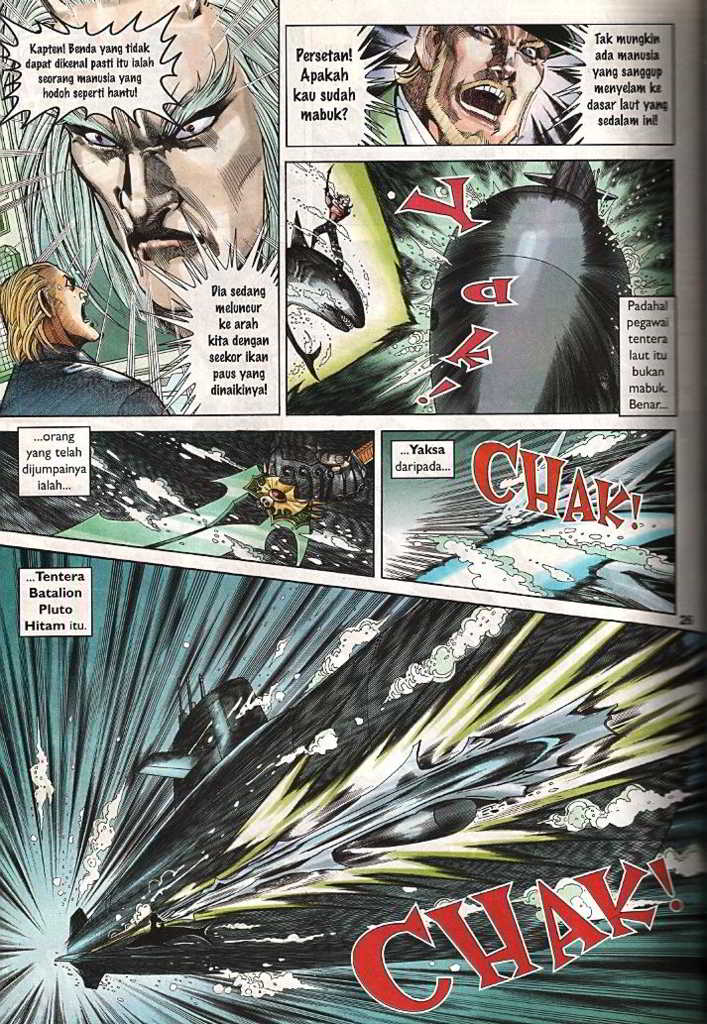 Kapten! Benda yang tidak
dapat dikenal pasti itu ialah
seorang manusia yang
hodoh seperti hantu!
Dia sedang
meluncur
ke arah
kita dengan
seekor ikan
paus yang
dinaikinya!
Persetan!
Apakah
kau sudah
mabuk?
Tak mungkin
ada manusia
yang sanggup
menyelam ke
dasar laut yang
sedalam ini!
YAP!
Padahal
pegawai
tentera
laut itu
bukan
mabuk.
Benar...
...orang
yang telah
dijumpainya
ialah...
...Yaksa
daripada...
CHAK!
26
...Tentera
Batalion
Pluto
Hitam itu.
CHAK!